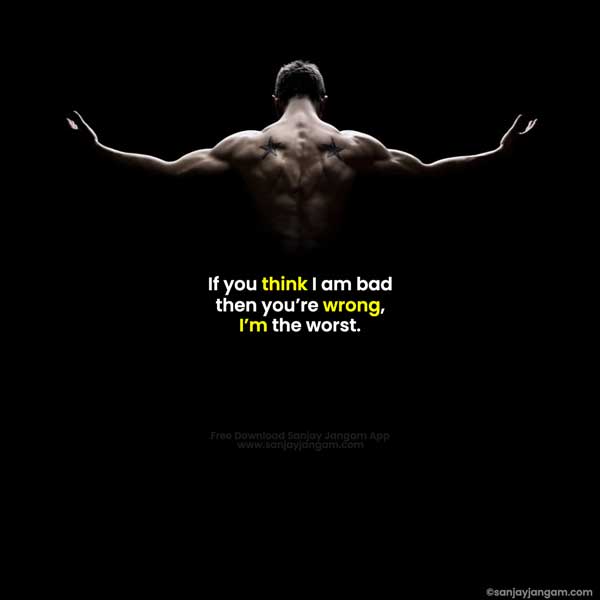 If you think I am bad
then you’re wrong,
I’m the worst.
Free Download Sanjay Jangam App
www.sanjayjangam.com
©sanjayjangam.com